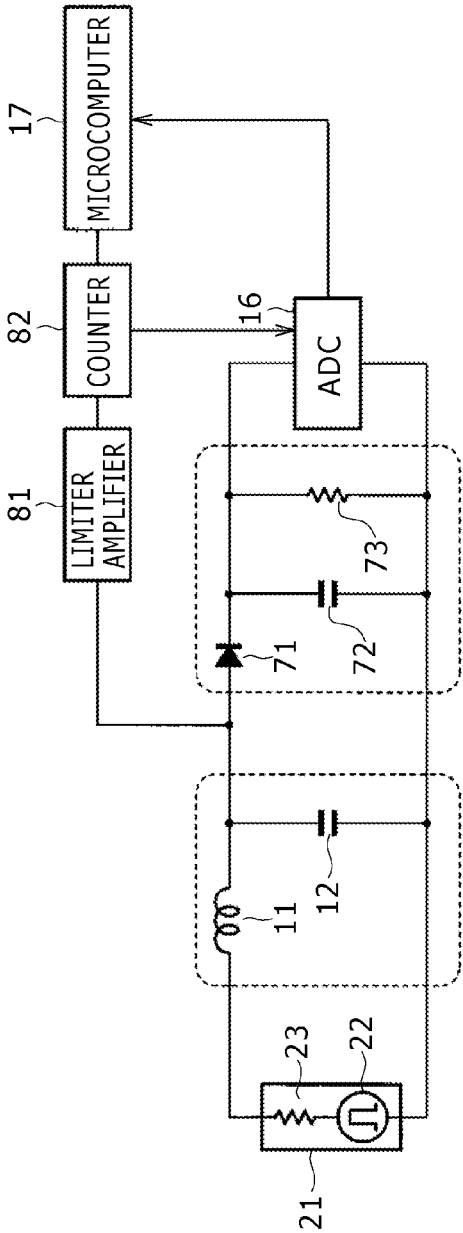 81
82
17
LIMITER
AMPLIFIER
COUNTER
MICROCOMPUTER
16
ADC
23
22
21
11
12
71
72
73